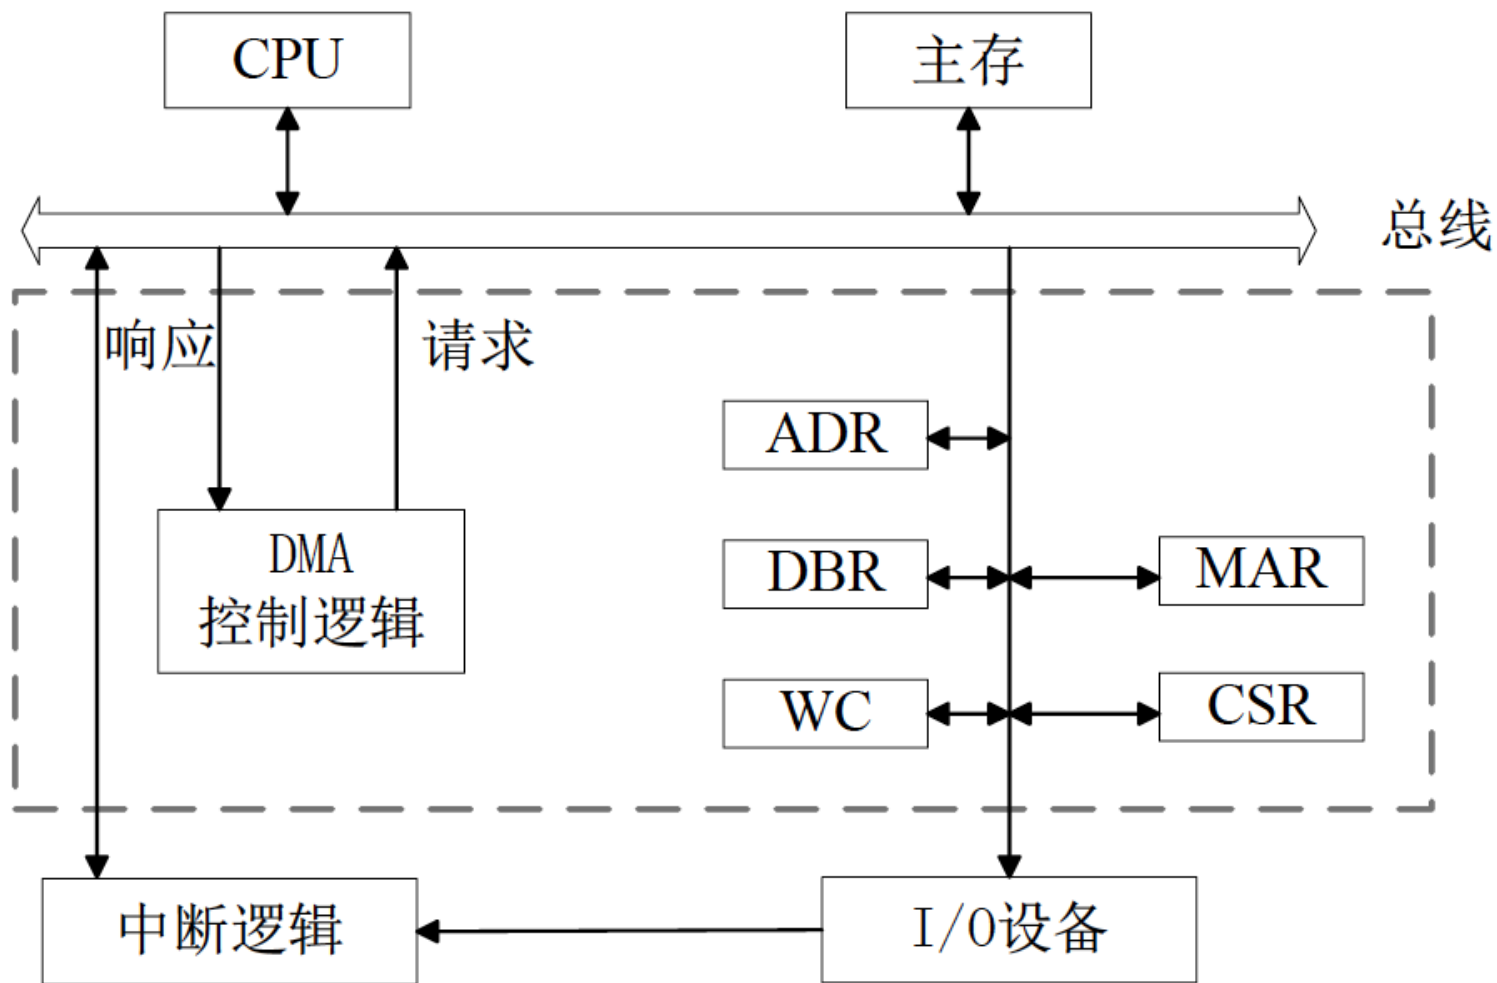 CPU
主存
总线
响应
请求
ADR
DMA
控制逻辑
DBR
MAR
WC
CSR
中断逻辑
I/O设备